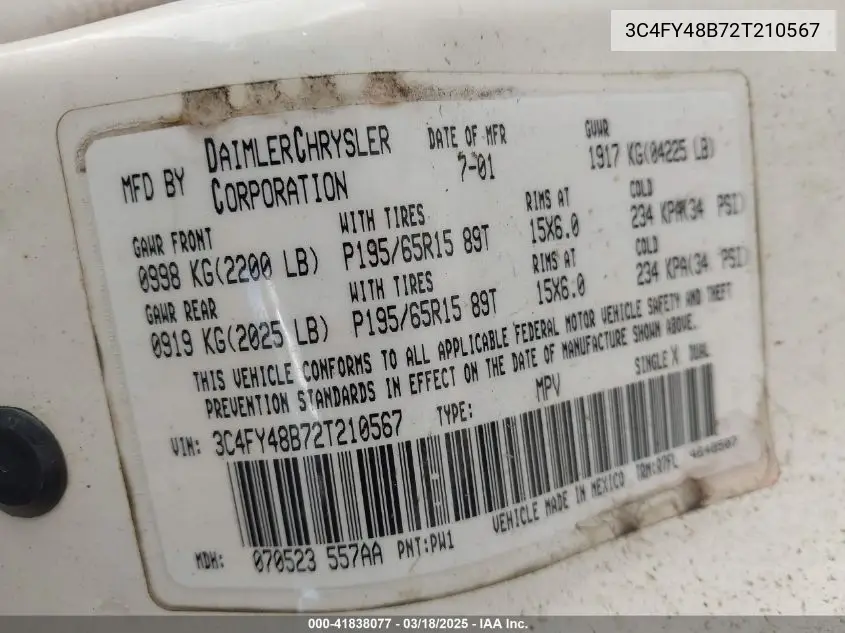 3C4FY48B72T210567
MFD BY DAIMLERCHRYSLER CORPORATION
DATE OF MFR 7-01
GVWR 1917 KG(04225 LB)
GAWR FRONT WITH TIRES RIMS AT COLD
0998 KG(2200 LB) P195/65R15 89T 15X6.0 234 KPA(34 PSI)
GAWR REAR WITH TIRES RIMS AT COLD
0919 KG(2025 LB) P195/65R15 89T 15X6.0 234 KPA(34 PSI)
THIS VEHICLE CONFORMS TO ALL APPLICABLE FEDERAL MOTOR VEHICLE SAFETY AND THEFT
PREVENTION STANDARDS IN EFFECT ON THE DATE OF MANUFACTURE SHOWN ABOVE.
VIN: 3C4FY48B72T210567 TYPE: MPV SINGLE X DUAL
MDH: 070523 557AA PNT:PW1 VEHICLE MADE IN MEXICO TRM:B7FL 4648507
000-41838077 - 03/18/2025 - IAA Inc.